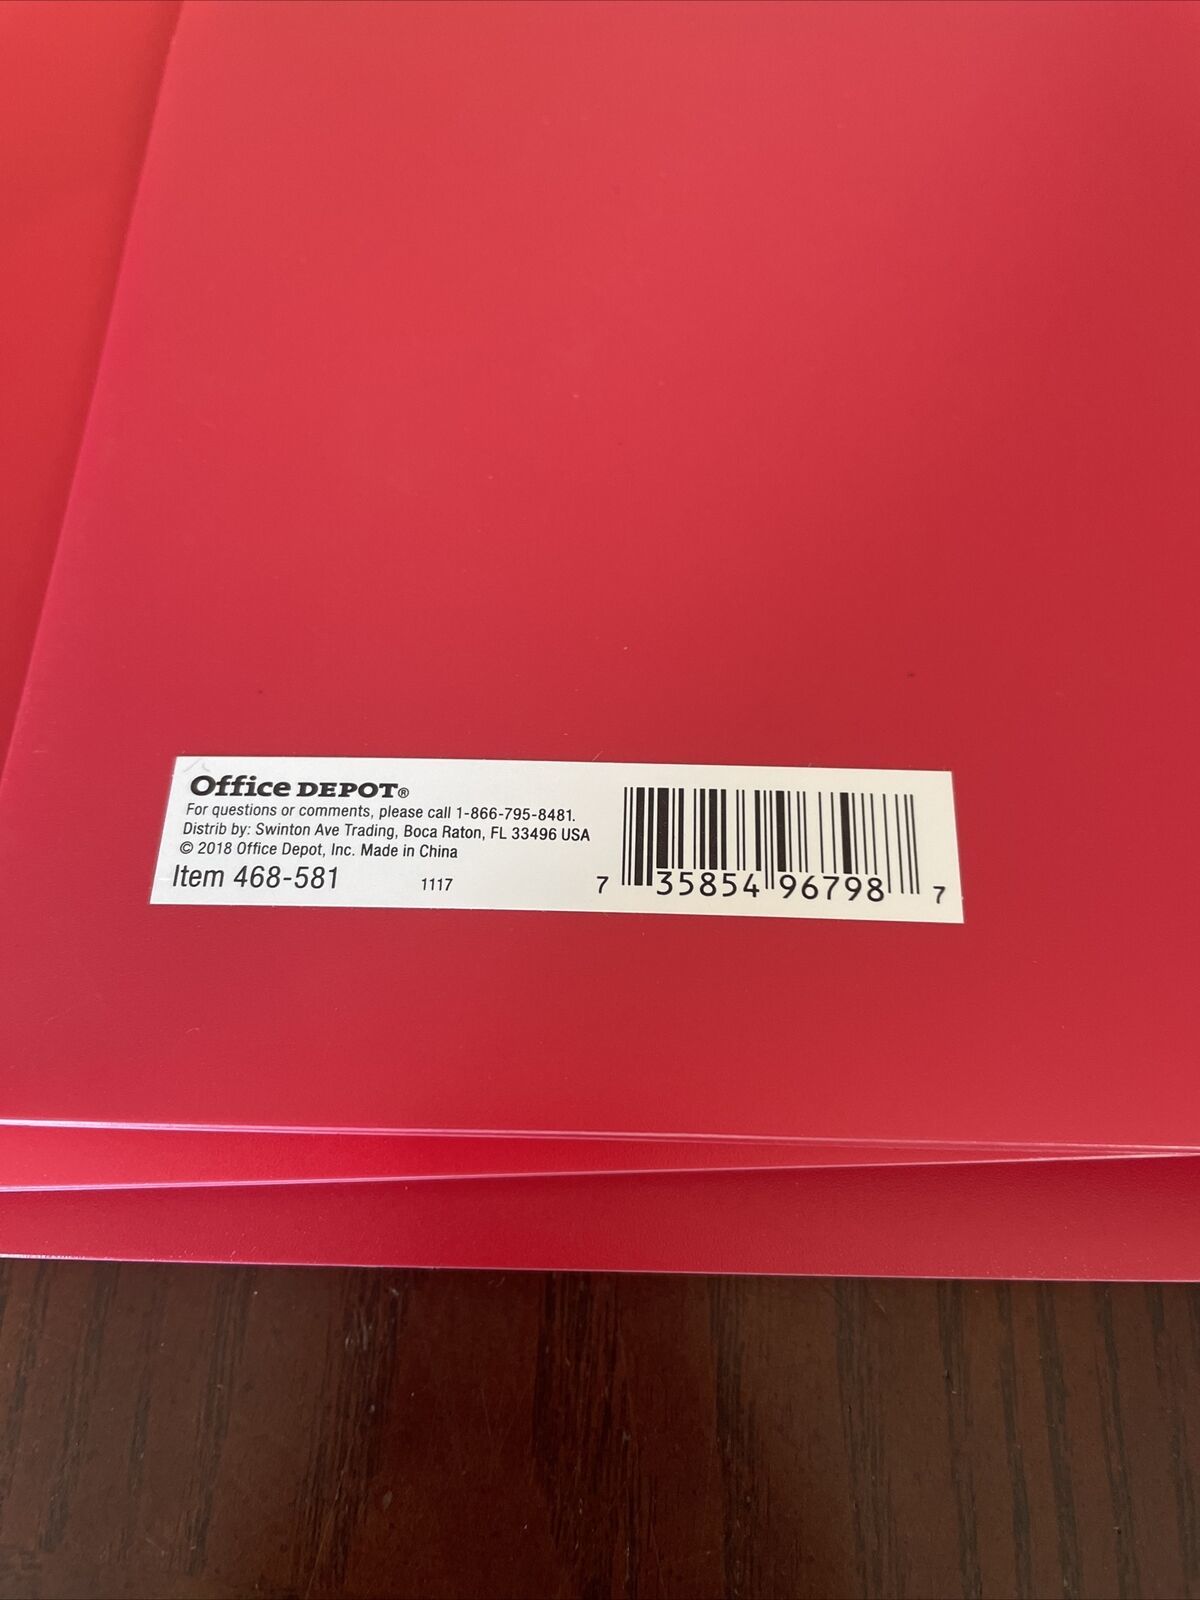 Office DEPOT®
For questions or comments, please call 1-866-795-8481.
Distrib by: Swinton Ave Trading, Boca Raton, FL 33496 USA
© 2018 Office Depot, Inc. Made in China
Item 468-581 1117
7 35854 96798 7